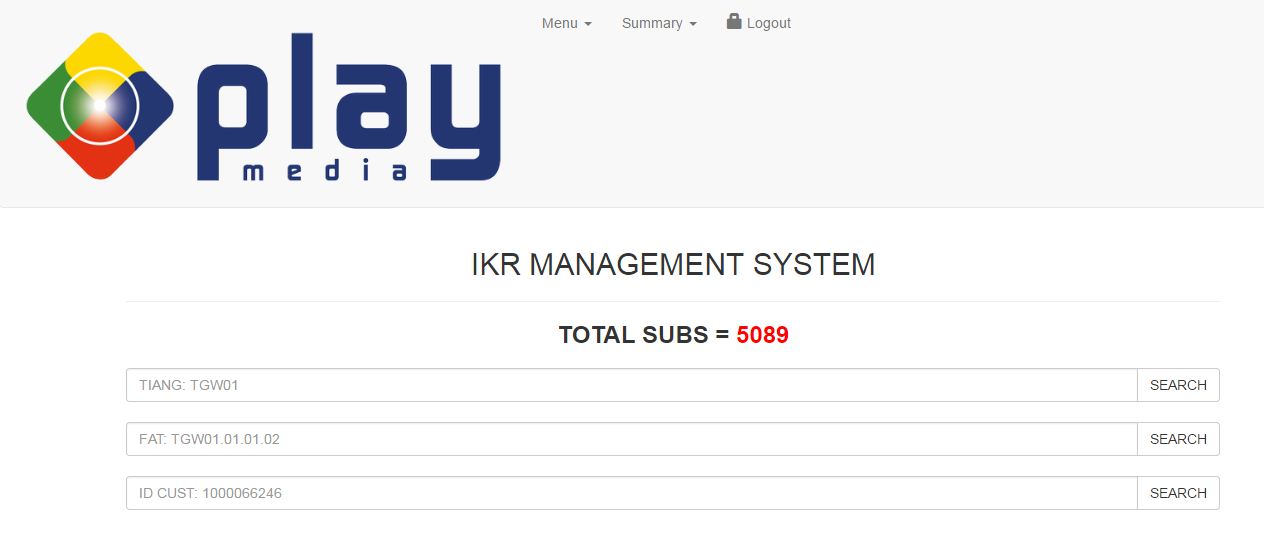 Menu Summary Logout
play
media
IKR MANAGEMENT SYSTEM
TOTAL SUBS = 5089
TIANG: TGW01 SEARCH
FAT: TGW01.01.01.02 SEARCH
ID CUST: 1000066246 SEARCH